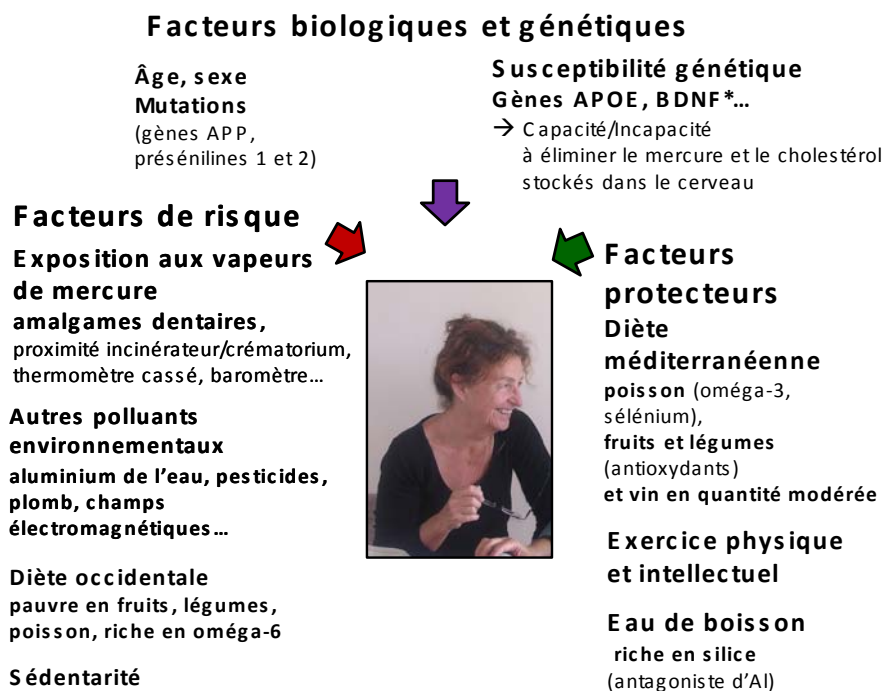 Facteurs biologiques et génétiques
Âge, sexe
Mutations
(gènes APP,
présénilines 1 et 2)
Susceptibilité génétique
Gènes APOE, BDNF*…
→ Capacité/Incapacité
à éliminer le mercure et le cholestérol
stockés dans le cerveau
Facteurs de risque
Exposition aux vapeurs
de mercure
amalgames dentaires,
proximité incinérateur/crématorium,
thermomètre cassé, baromètre…
Autres polluants
environnementaux
aluminium de l’eau, pesticides,
plomb, champs
électromagnétiques…
Diète occidentale
pauvre en fruits, légumes,
poisson, riche en oméga-6
Sédentarité
Facteurs
protecteurs
Diète
méditerranéenne
poisson (oméga-3,
sélénium),
fruits et légumes
(antioxydants)
et vin en quantité modérée
Exercice physique
et intellectuel
Eau de boisson
riche en silice
(antagoniste d’Al)